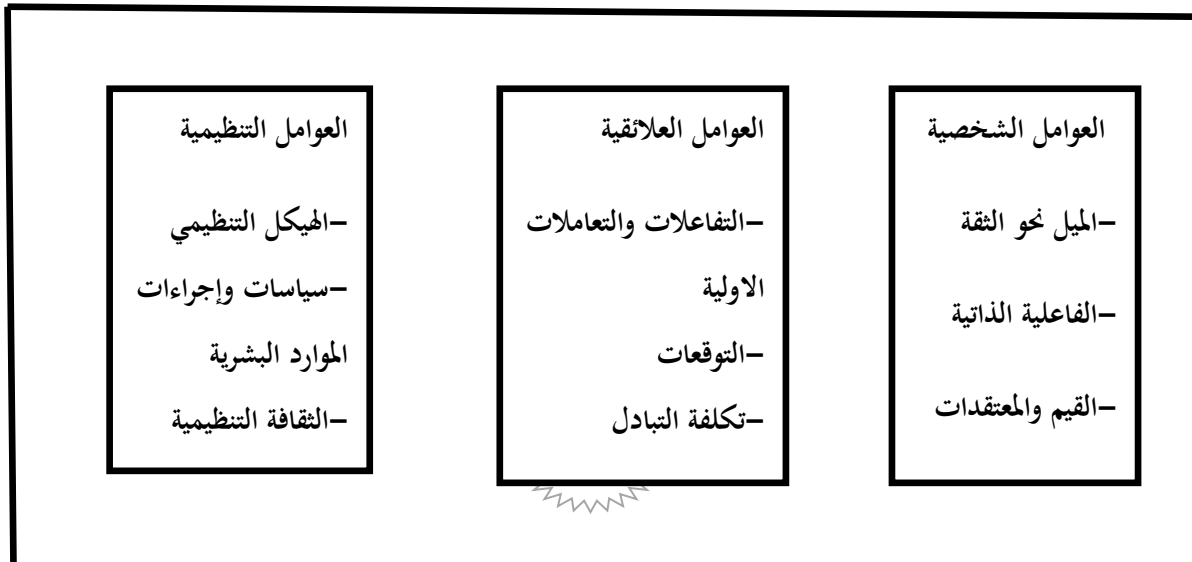 العوامل الشخصية
–الميل نحو الثقة
–الفاعلية الذاتية
–القيم والمعتقدات
العوامل العلائقية
–التفاعلات والتعاملات
الاولية
–التوقعات
–تكلفة التبادل
العوامل التنظيمية
–الهيكل التنظيمي
–سياسات وإجراءات
الموارد البشرية
–الثقافة التنظيمية